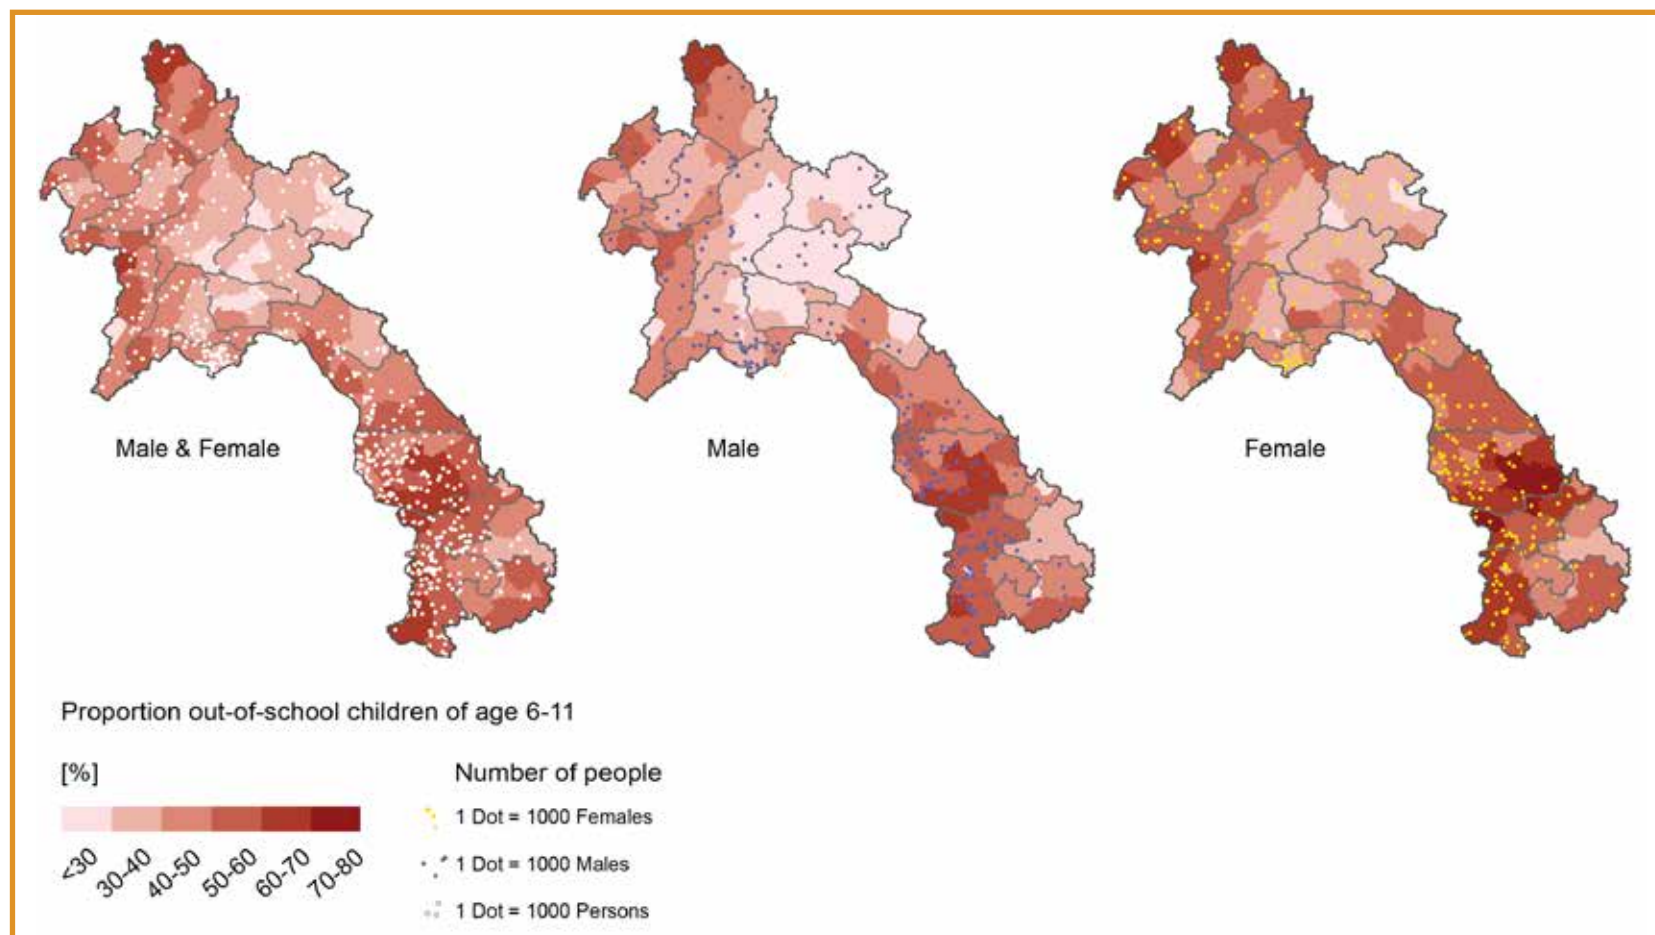 Male & Female
Male
Female
Proportion out-of-school children of age 6-11
[%]
<30
30-40
40-50
50-60
60-70
70-80
Number of people
1 Dot = 1000 Females
1 Dot = 1000 Males
1 Dot = 1000 Persons